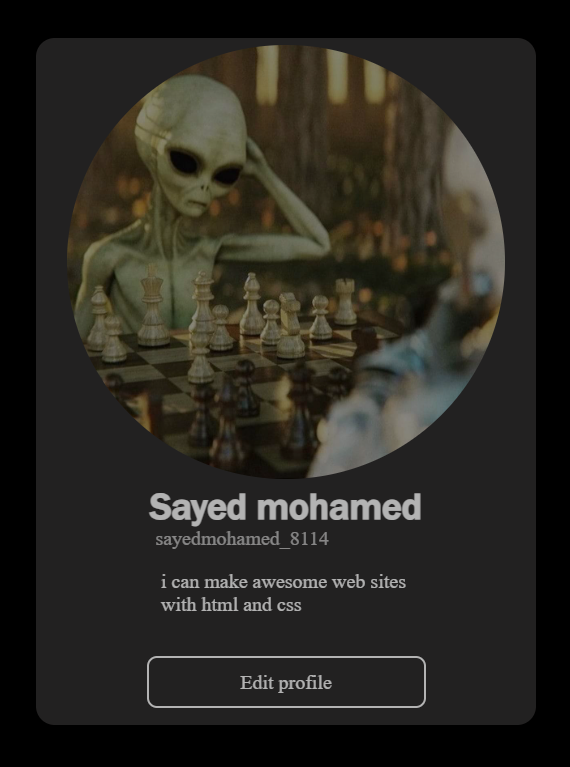 Sayed mohamed
sayedmohamed_8114
i can make awesome web sites
with html and css
Edit profile